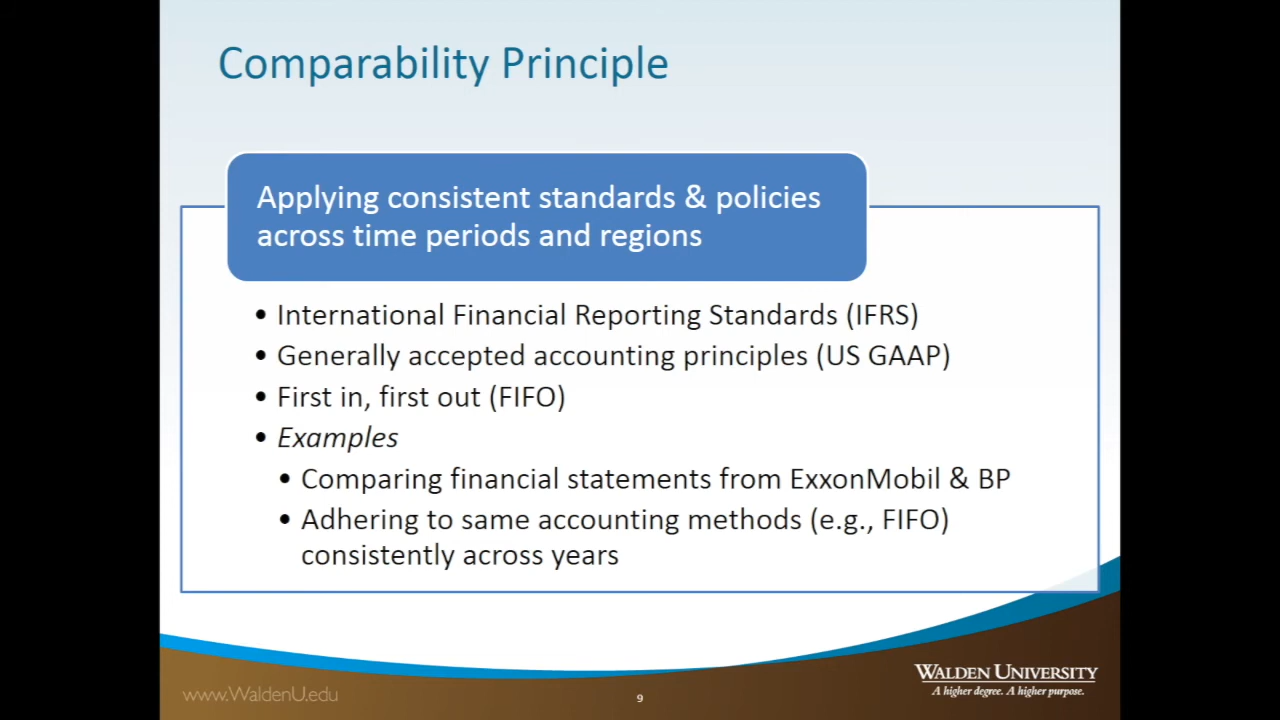 Comparability Principle
Applying consistent standards & policies
across time periods and regions
• International Financial Reporting Standards (IFRS)
• Generally accepted accounting principles (US GAAP)
• First in, first out (FIFO)
• Examples
• Comparing financial statements from ExxonMobil & BP
• Adhering to same accounting methods (e.g., FIFO)
consistently across years
WALDEN UNIVERSITY
A higher degree. A higher purpose.
www.WaldenU.edu
9